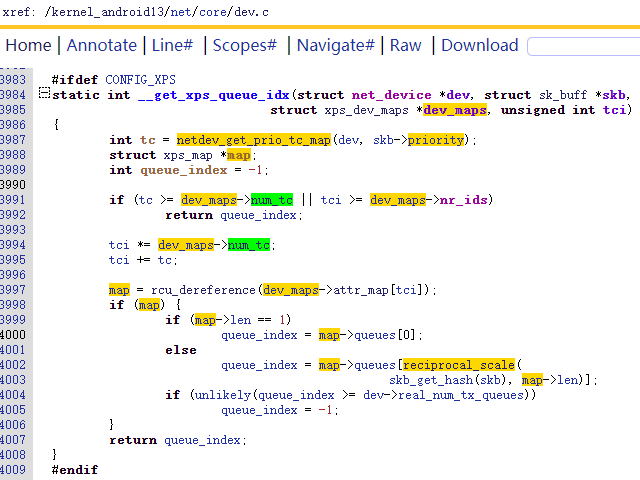 xref: /kernel_android13/net/core/dev.c
Home | Annotate | Line# | Scopes# | Navigate# | Raw | Download
3983 #ifdef CONFIG_XPS
3984 static int __get_xps_queue_idx(struct net_device *dev, struct sk_buff *skb,
3985 struct xps_dev_maps *dev_maps, unsigned int tci)
3986 {
3987 int tc = netdev_get_prio_tc_map(dev, skb->priority);
3988 struct xps_map *map;
3989 int queue_index = -1;
3990
3991 if (tc >= dev_maps->num_tc || tci >= dev_maps->nr_ids)
3992 return queue_index;
3993
3994 tci *= dev_maps->num_tc;
3995 tci += tc;
3996
3997 map = rcu_dereference(dev_maps->attr_map[tci]);
3998 if (map) {
3999 if (map->len == 1)
4000 queue_index = map->queues[0];
4001 else
4002 queue_index = map->queues[reciprocal_scale(
4003 skb_get_hash(skb), map->len)];
4004 if (unlikely(queue_index >= dev->real_num_tx_queues))
4005 queue_index = -1;
4006 }
4007 return queue_index;
4008 }
4009 #endif